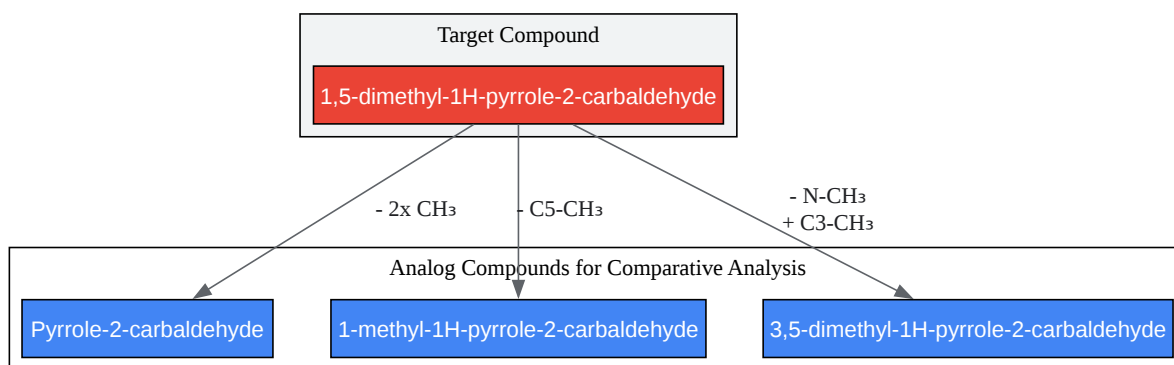 Target Compound
1,5-dimethyl-1H-pyrrole-2-carbaldehyde
- 2x CH₃
- C5-CH₃
- N-CH₃
+ C3-CH₃
Analog Compounds for Comparative Analysis
Pyrrole-2-carbaldehyde
1-methyl-1H-pyrrole-2-carbaldehyde
3,5-dimethyl-1H-pyrrole-2-carbaldehyde